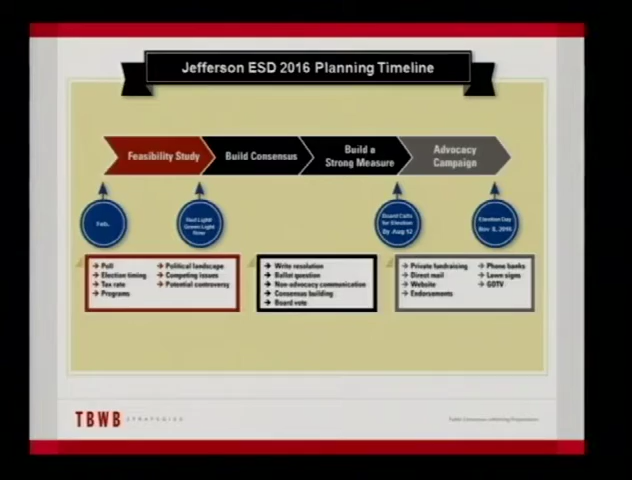 Jefferson ESD 2016 Planning Timeline
Feasibility Study
Build Consensus
Build a
Strong Measure
Advocacy
Campaign
Feb.
Red Light/
Green Light
Board Calls
for Election
By Aug 12
Election Day
Nov 8, 2016
→ Poll
→ Election timing
→ Tax rate
→ Programs
→ Political landscape
→ Competing issues
→ Potential controversy
→ Write resolution
→ Ballot question
→ Non-advocacy communication
→ Consensus building
→ Board vote
→ Private fundraising
→ Direct mail
→ Website
→ Endorsements
→ Phone banks
→ Lawn signs
→ GOTV
TBWB STRATEGIES